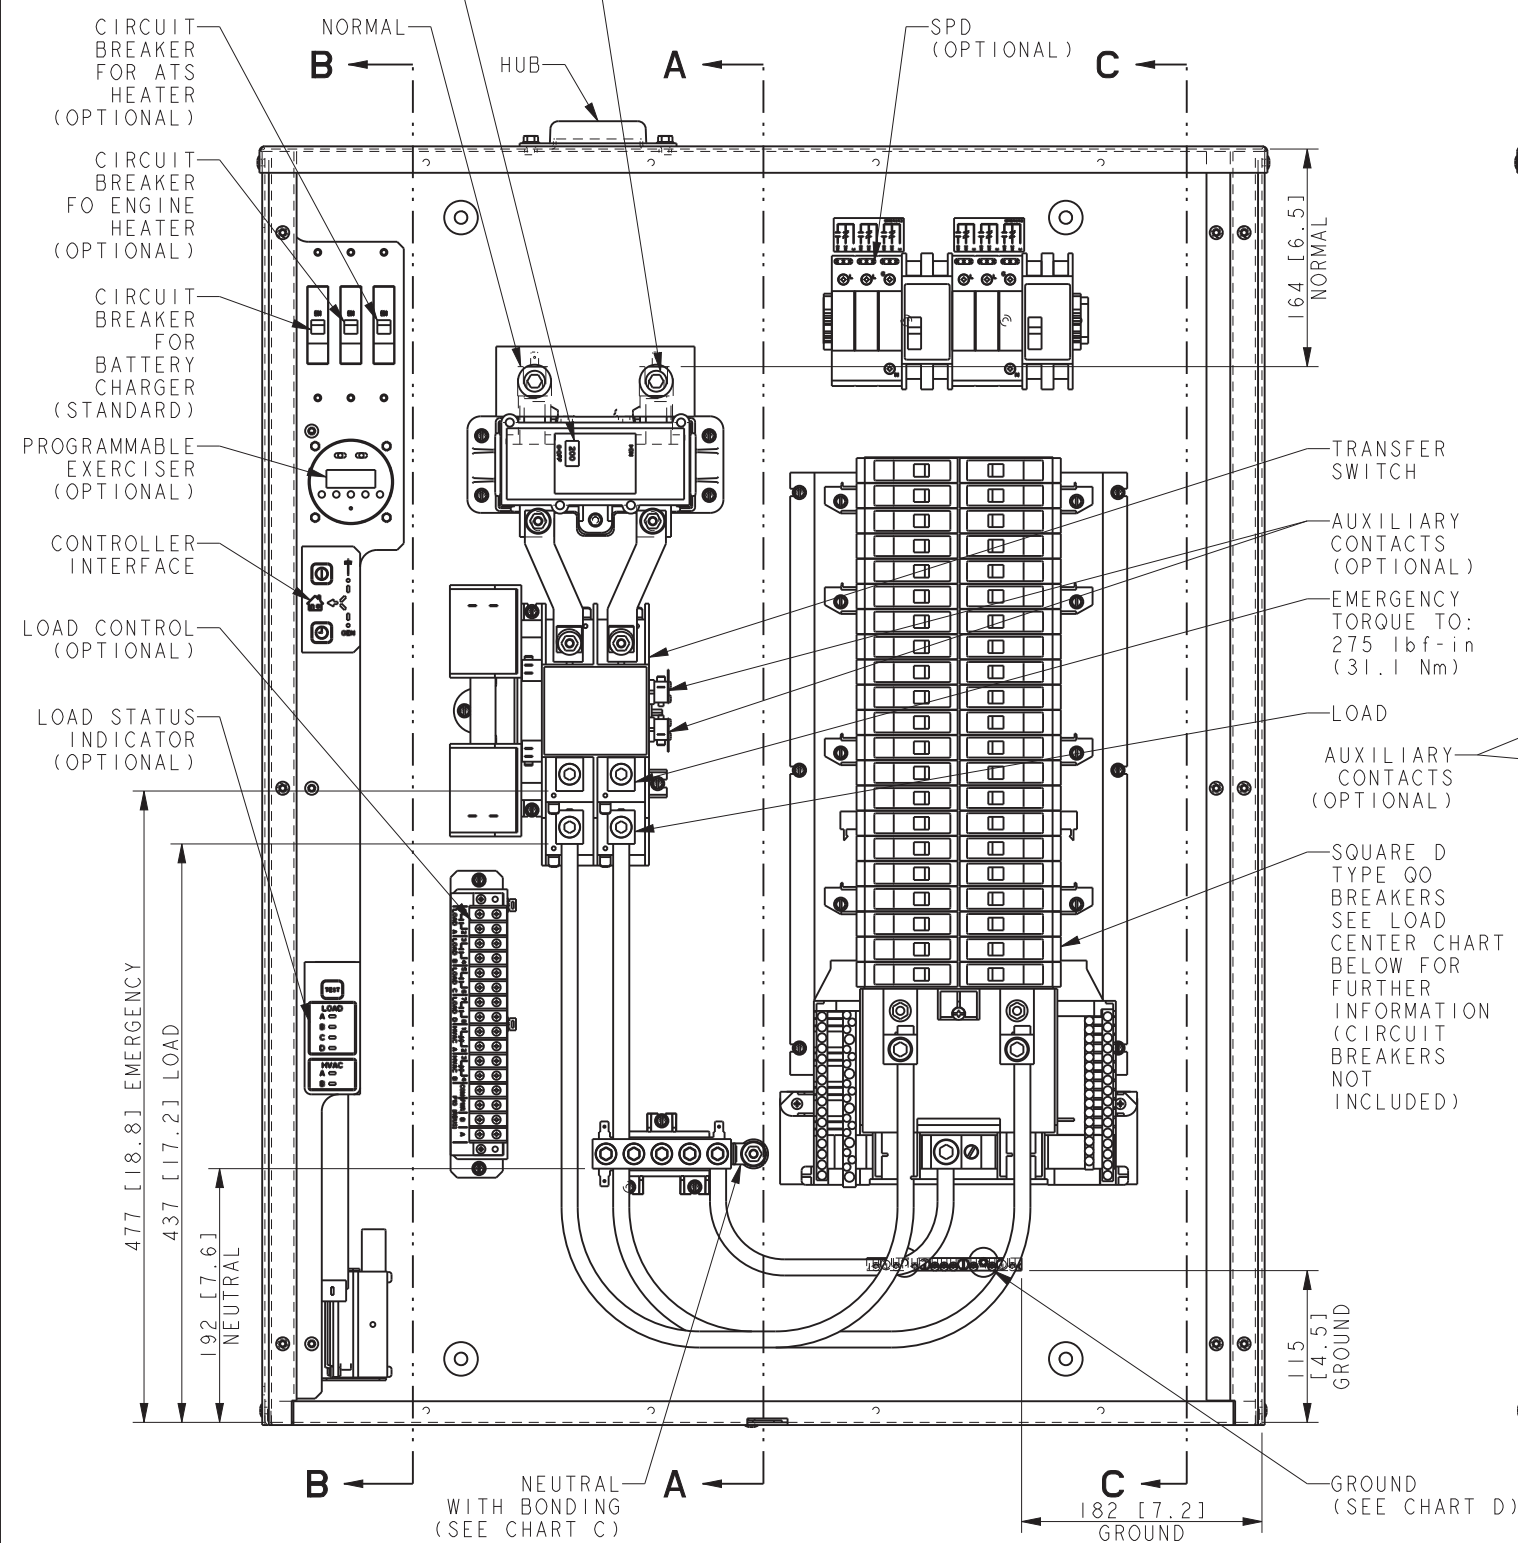 CIRCUIT
BREAKER
FOR ATS
HEATER
(OPTIONAL)
NORMAL
B
HUB
A
SPD
(OPTIONAL)
C
CIRCUIT
BREAKER
FO ENGINE
HEATER
(OPTIONAL)
164 [6.5]
NORMAL
CIRCUIT
BREAKER
FOR
BATTERY
CHARGER
(STANDARD)
PROGRAMMABLE
EXERCISER
(OPTIONAL)
200
TRANSFER
SWITCH
CONTROLLER
INTERFACE
GEN
AUXILIARY
CONTACTS
(OPTIONAL)
EMERGENCY
TORQUE TO:
275 lbf-in
(31.1 Nm)
LOAD CONTROL
(OPTIONAL)
LOAD STATUS
INDICATOR
(OPTIONAL)
LOAD
AUXILIARY
CONTACTS
(OPTIONAL)
SQUARE D
TYPE QO
BREAKERS
SEE LOAD
CENTER CHART
BELOW FOR
FURTHER
INFORMATION
(CIRCUIT
BREAKERS
NOT
INCLUDED)
TEST
LOAD
A
B
C
D
HVAC
A
B
477 [18.8] EMERGENCY
437 [17.2] LOAD
192 [7.6]
NEUTRAL
115
[4.5]
GROUND
B
NEUTRAL
WITH BONDING
(SEE CHART C)
A
C
182 [7.2]
GROUND
GROUND
(SEE CHART D)